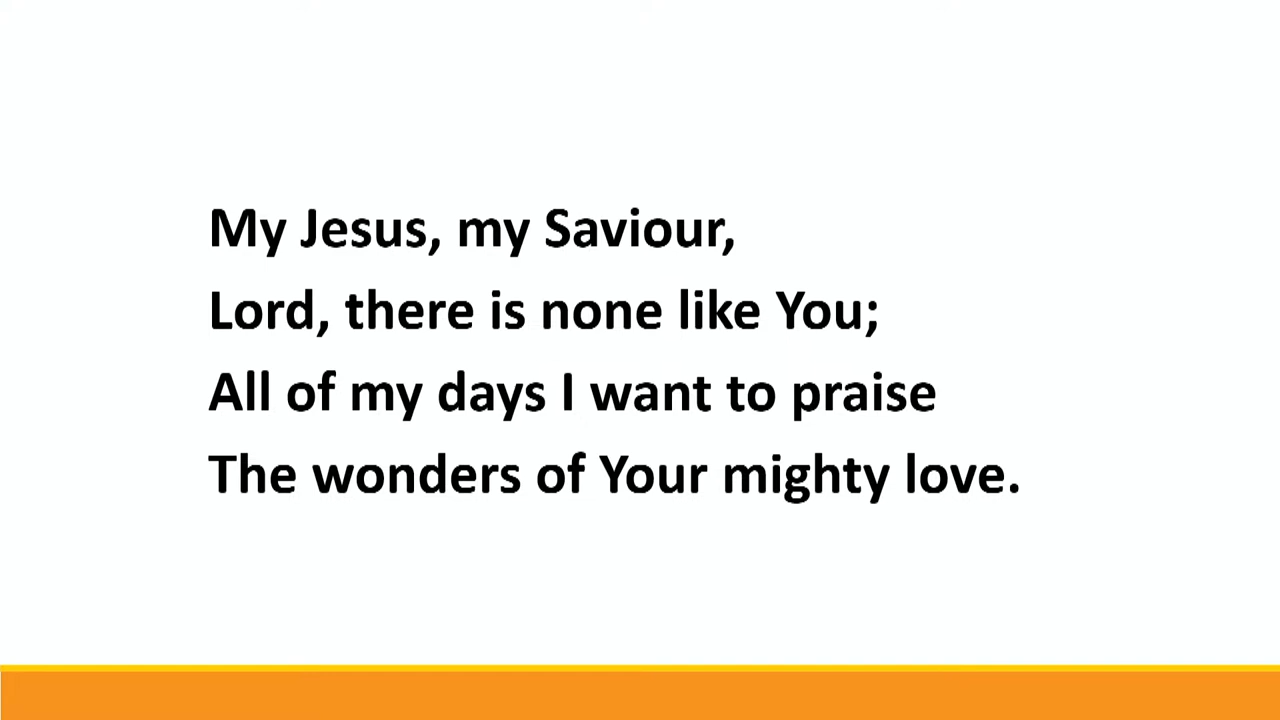 My Jesus, my Saviour,
Lord, there is none like You;
All of my days I want to praise
The wonders of Your mighty love.